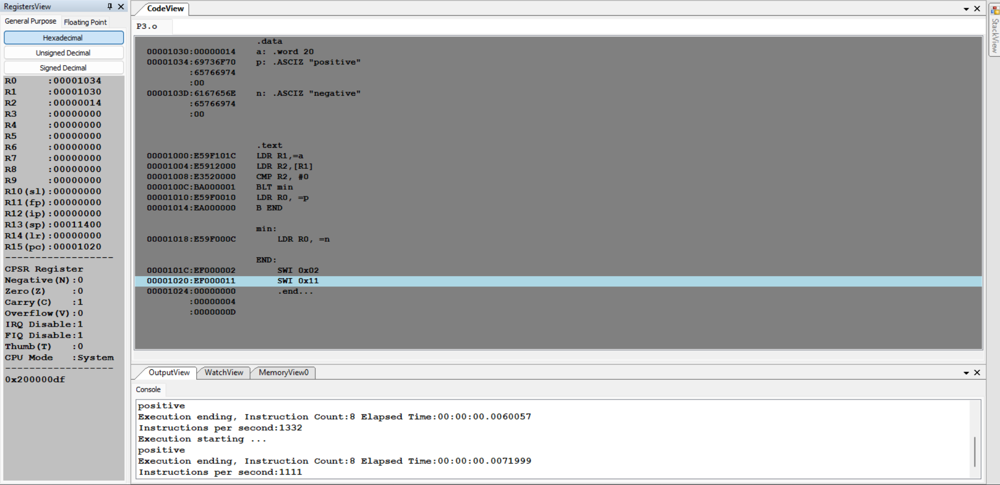 RegistersView
General Purpose Floating Point
Hexadecimal
Unsigned Decimal
Signed Decimal
R0 :00001034
R1 :00001030
R2 :00000014
R3 :00000000
R4 :00000000
R5 :00000000
R6 :00000000
R7 :00000000
R8 :00000000
R9 :00000000
R10(sl):00000000
R11(fp):00000000
R12(ip):00000000
R13(sp):00011400
R14(lr):00000000
R15(pc):00001020
------------------
CPSR Register
Negative(N):0
Zero(Z) :0
Carry(C) :1
Overflow(V):0
IRQ Disable:1
FIQ Disable:1
Thumb(T) :0
CPU Mode :System
------------------
0x200000df
CodeView
P3.o
.data
00001030:00000014 a: .word 20
00001034:69736F70 p: .ASCIZ "positive"
:65766974
:00
0000103D:6167656E n: .ASCIZ "negative"
:65766974
:00
.text
00001000:E59F101C LDR R1,=a
00001004:E5912000 LDR R2,[R1]
00001008:E3520000 CMP R2, #0
0000100C:BA000001 BLT min
00001010:E59F0010 LDR R0, =p
00001014:EA000000 B END
min:
00001018:E59F000C LDR R0, =n
END:
0000101C:EF000002 SWI 0x02
00001020:EF000011 SWI 0x11
00001024:00000000 .end...
:00000004
:0000000D
OutputView WatchView MemoryView0
Console
positive
Execution ending, Instruction Count:8 Elapsed Time:00:00:00.0060057
Instructions per second:1332
Execution starting ...
positive
Execution ending, Instruction Count:8 Elapsed Time:00:00:00.0071999
Instructions per second:1111
StackView